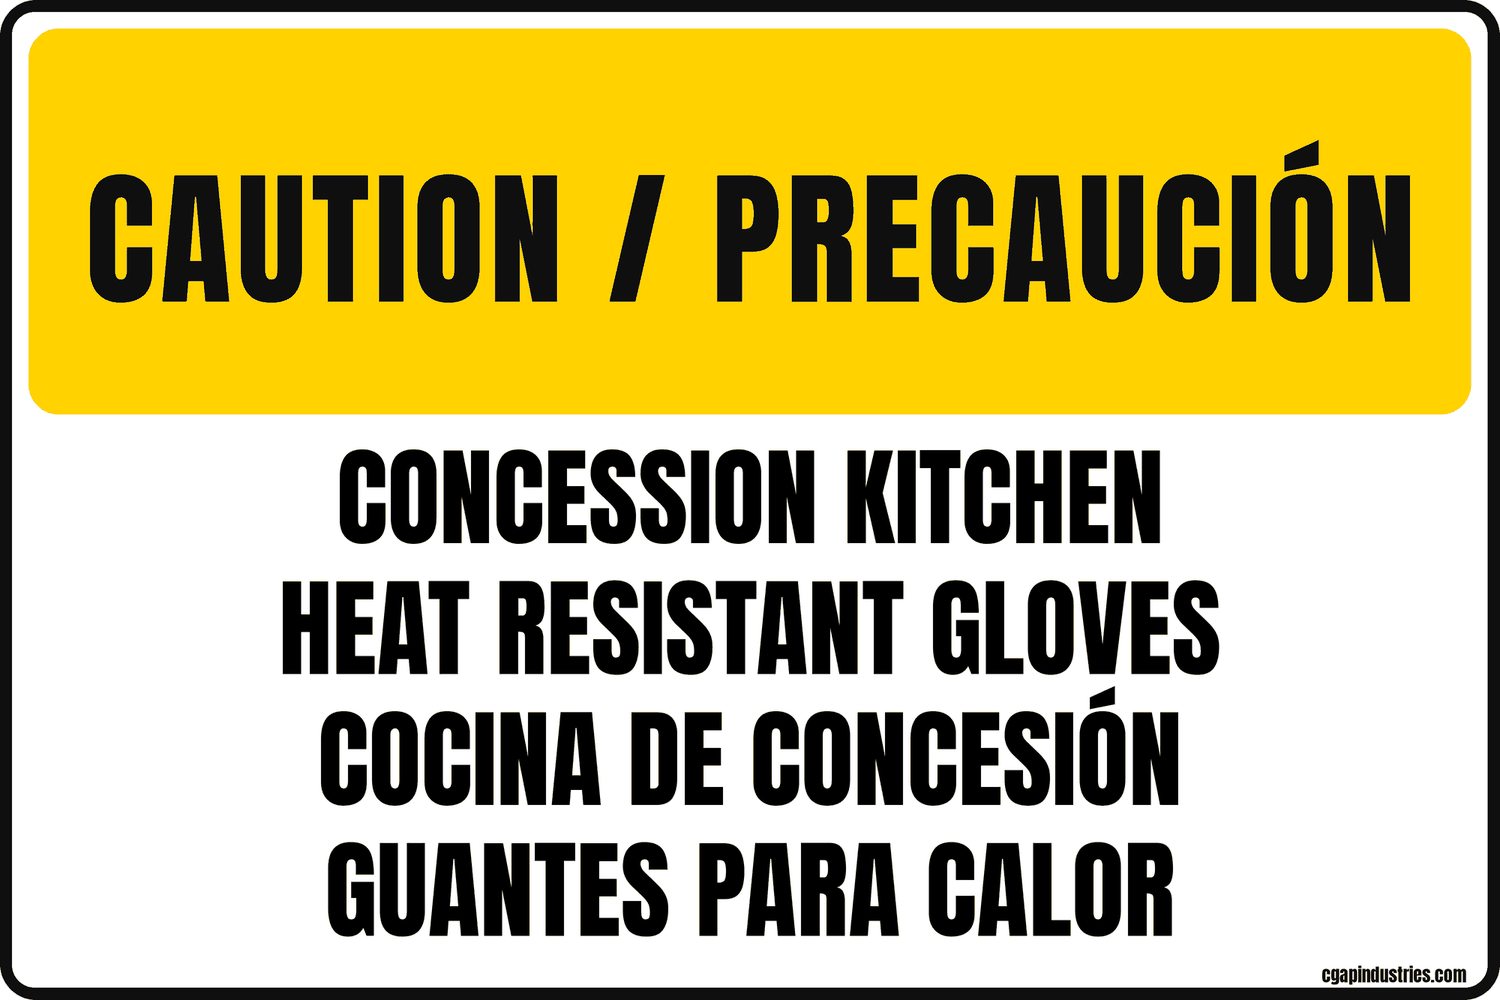 CAUTION / PRECAUCIÓN
CONCESSION KITCHEN
HEAT RESISTANT GLOVES
COCINA DE CONCESIÓN
GUANTES PARA CALOR
cgapindustries.com